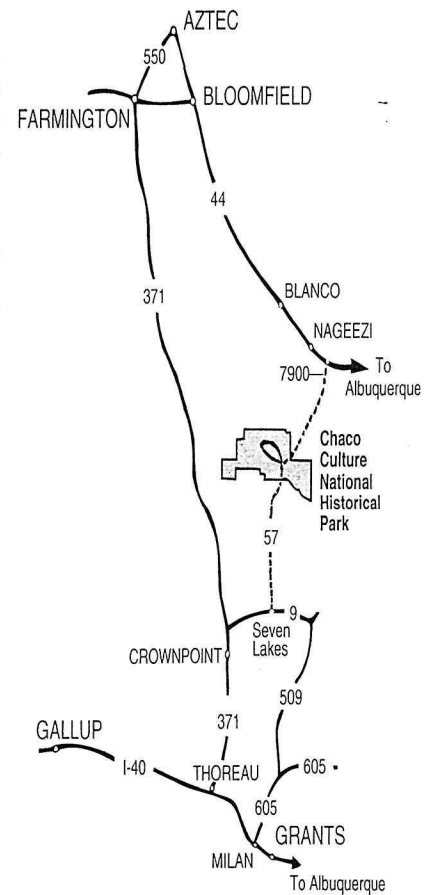 AZTEC
550
BLOOMFIELD
FARMINGTON
44
371
BLANCO
NAGEEZI
7900
To
Albuquerque
Chaco
Culture
National
Historical
Park
57
9
Seven
Lakes
CROWNPOINT
509
371
GALLUP
I-40
THOREAU
605
605
GRANTS
MILAN
To Albuquerque